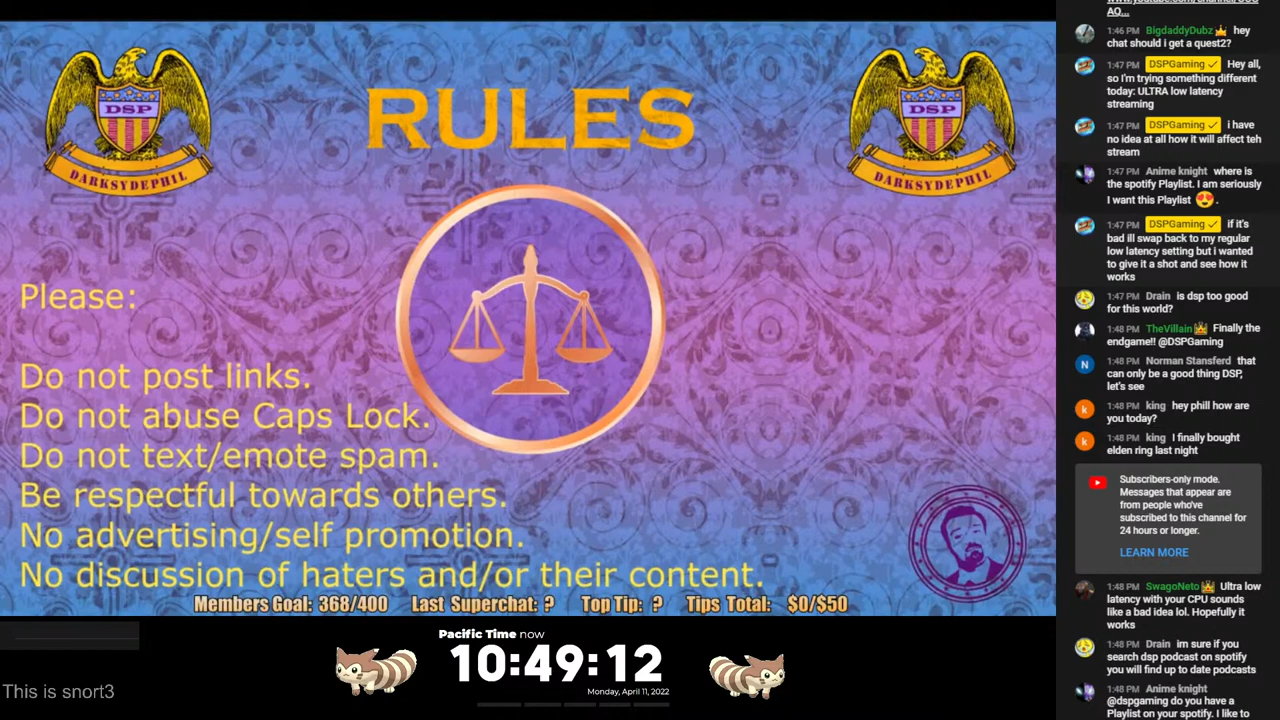 DSP
DARKSYDEPHIL
RULES
DSP
DARKSYDEPHIL
Please:
Do not post links.
Do not abuse Caps Lock.
Do not text/emote spam.
Be respectful towards others.
No advertising/self promotion.
No discussion of haters and/or their content.
Members Goal: 368/400 Last Superchat: ? Top Tip: ? Tips Total: $0/$50
Pacific Time now
10:49:12
Monday, April 11, 2022
This is snort3
AQ...
1:46 PM BigdaddyDubz hey
chat should i get a quest2?
1:47 PM DSPGaming ✓ Hey all,
so I'm trying something different
today: ULTRA low latency
streaming
1:47 PM DSPGaming ✓ i have
no idea at all how it will affect teh
stream
1:47 PM Anime knight where is
the spotify Playlist. I am seriously
I want this Playlist 😍 .
1:47 PM DSPGaming ✓ if it's
bad ill swap back to my regular
low latency setting but i wanted
to give it a shot and see how it
works
1:47 PM Drain is dsp too good
for this world?
1:48 PM TheVillain Finally the
endgame!! @DSPGaming
1:48 PM Norman Stansferd that
can only be a good thing DSP,
let's see
1:48 PM king hey phill how are
you today?
1:48 PM king I finally bought
elden ring last night
Subscribers-only mode.
Messages that appear are
from people who've
subscribed to this channel for
24 hours or longer.
LEARN MORE
1:48 PM SwagoNeto Ultra low
latency with your CPU sounds
like a bad idea lol. Hopefully it
works
1:48 PM Drain im sure if you
search dsp podcast on spotify
you will find up to date podcasts
1:48 PM Anime knight
@dspgaming do you have a
Playlist on your spotify. I like to